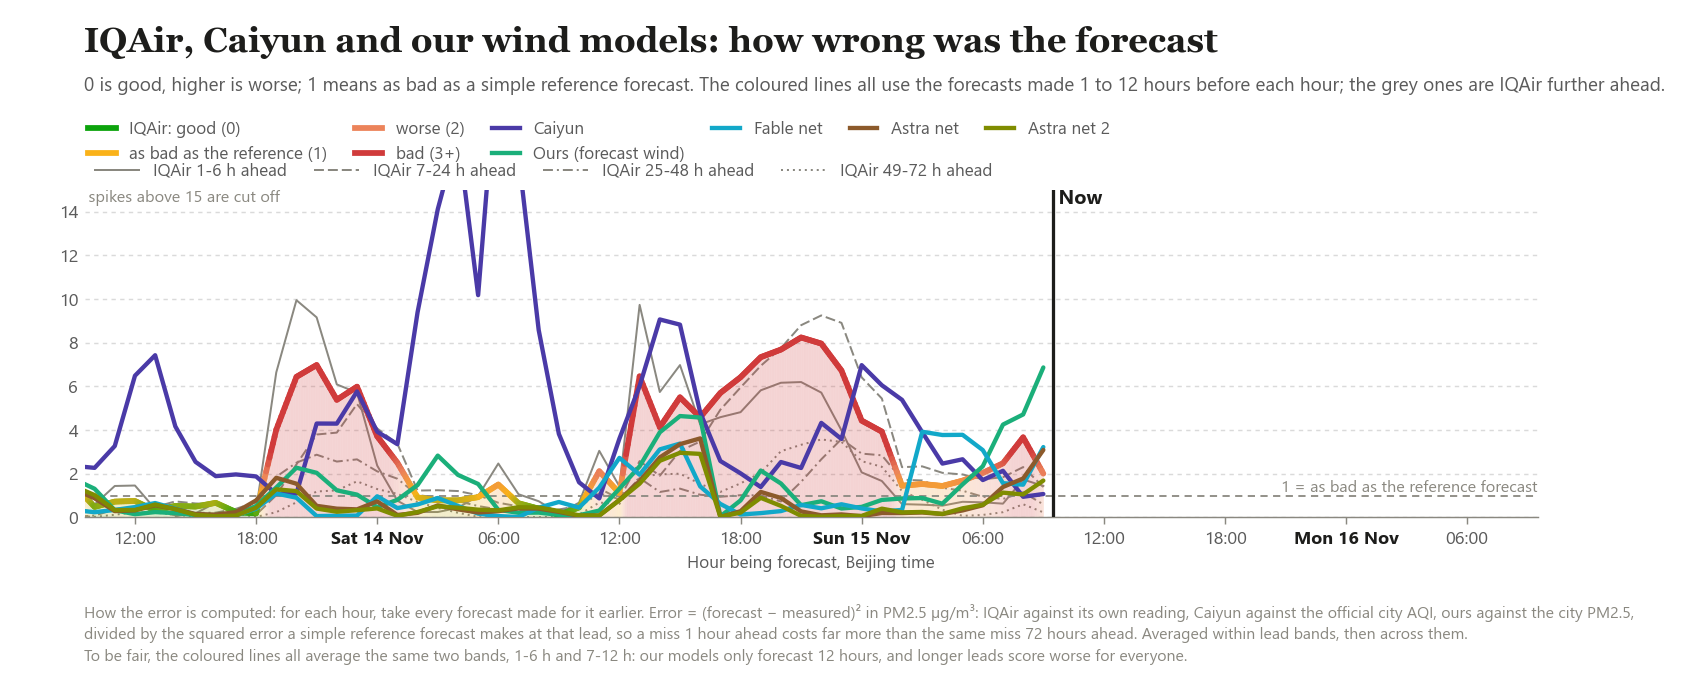 IQAir, Caiyun and our wind models: how wrong was the forecast
0 is good, higher is worse; 1 means as bad as a simple reference forecast. The coloured lines all use the forecasts made 1 to 12 hours before each hour; the grey ones are IQAir further ahead.
IQAir: good (0) worse (2) Caiyun Fable net Astra net Astra net 2
as bad as the reference (1) bad (3+) Ours (forecast wind)
IQAir 1-6 h ahead IQAir 7-24 h ahead IQAir 25-48 h ahead IQAir 49-72 h ahead
spikes above 15 are cut off
Now
14
12
10
8
6
4
2
1 = as bad as the reference forecast
0
12:00 18:00 Sat 14 Nov 06:00 12:00 18:00 Sun 15 Nov 06:00 12:00 18:00 Mon 16 Nov 06:00
Hour being forecast, Beijing time
How the error is computed: for each hour, take every forecast made for it earlier. Error = (forecast − measured)² in PM2.5 µg/m³: IQAir against its own reading, Caiyun against the official city AQI, ours against the city PM2.5,
divided by the squared error a simple reference forecast makes at that lead, so a miss 1 hour ahead costs far more than the same miss 72 hours ahead. Averaged within lead bands, then across them.
To be fair, the coloured lines all average the same two bands, 1-6 h and 7-12 h: our models only forecast 12 hours, and longer leads score worse for everyone.